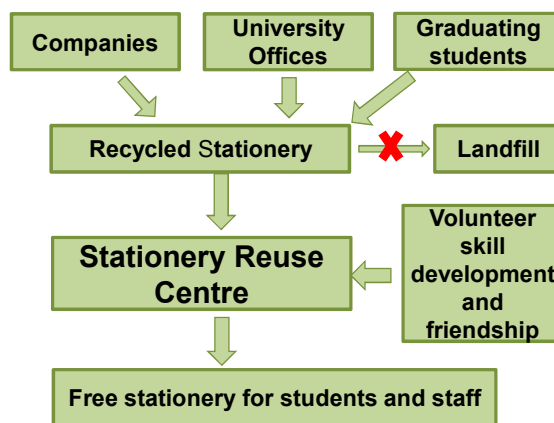 Companies
University
Offices
Graduating
students
Recycled Stationery
Landfill
Stationery Reuse
Centre
Volunteer
skill
development
and
friendship
Free stationery for students and staff